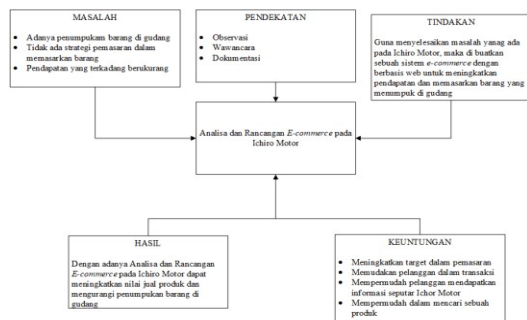 MASALAH
• Adanya penumpukam barang di gudang
• Tidak ada strategi pemasaran dalam
memasarkan barang
• Pendapatan yang terkadang berukurang
PENDEKATAN
• Observasi
• Wawancara
• Dokumentasi
TINDAKAN
Guna menyelesaikan masalah yanag ada
pada Ichiro Motor, maka di buatkan
sebuah sistem e-commerce dengan
berbasis web untuk meningkatkan
pendapatan dan memasarkan barang yang
menumpuk di gudang
Analisa dan Rancangan E-commerce pada
Ichiro Motor
HASIL
Dengan adanya Analisa dan Rancangan
E-commerce pada Ichiro Motor dapat
meningkatkan nilai jual produk dan
mengurangi penumpukan barang di
gudang
KEUNTUNGAN
• Meningkatkan target dalam pemasaran
• Memudakan pelanggan dalam transaksi
• Mempermudah pelanggan mendapatkan
informasi seputar Ichor Motor
• Mempermudah dalam mencari sebuah
produk